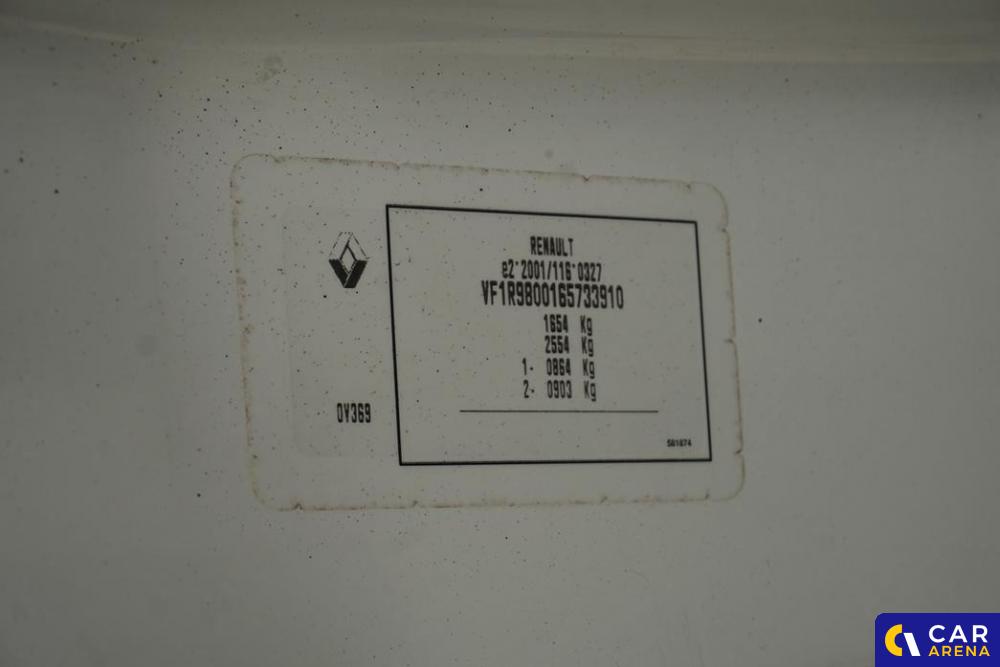 RENAULT
e2*2001/116*0327
VF1R9800165733910
1654 Kg
2554 Kg
1- 0864 Kg
2- 0903 Kg
0V369
581874
CAR
ARENA